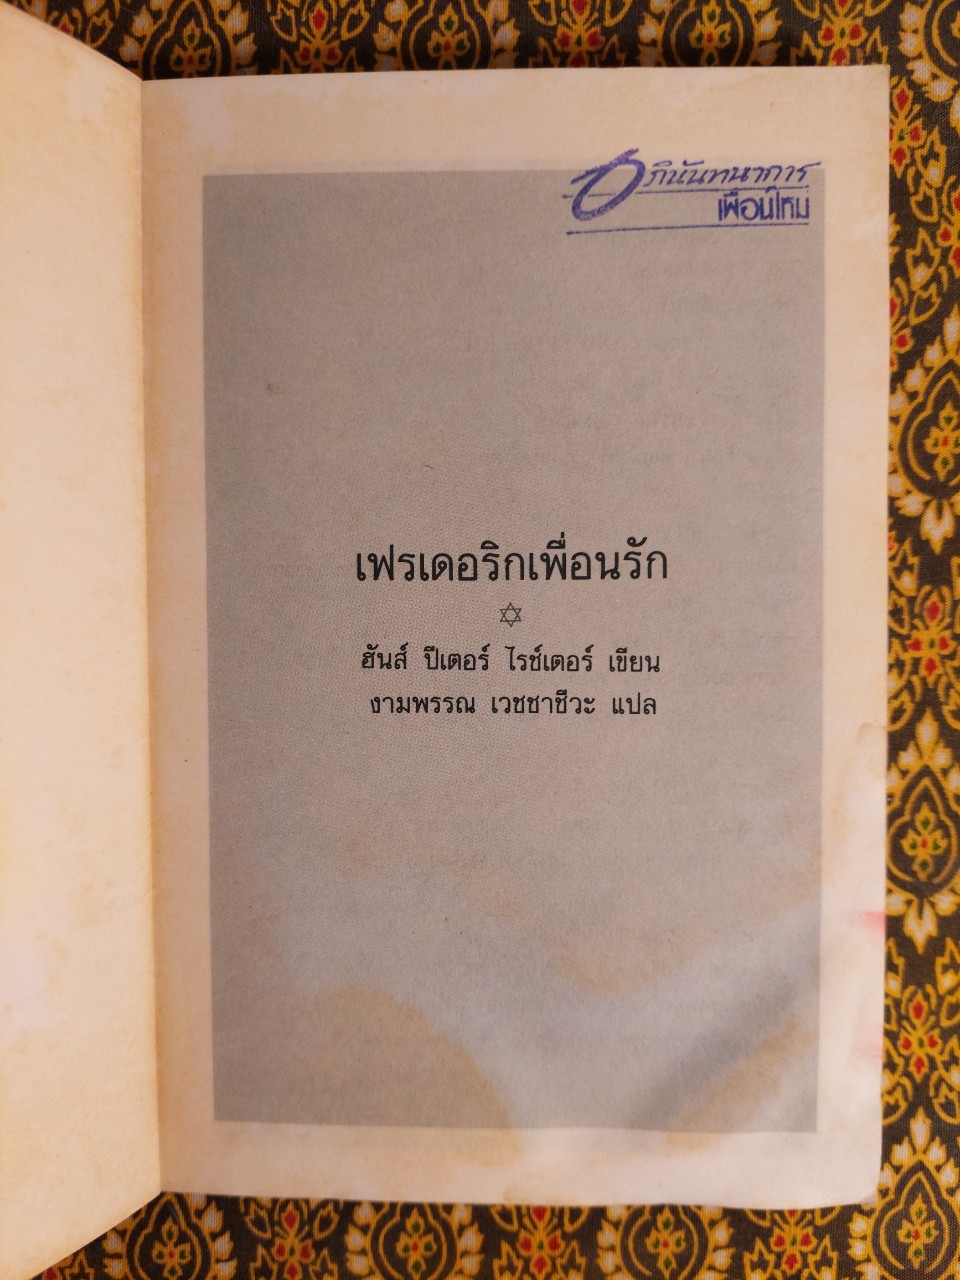 อภินันทนาการ
เพื่อนใหม่
เฟรเดอริกเพื่อนรัก
ฮันส์ ปีเตอร์ ไรช์เตอร์ เขียน
งามพรรณ เวชชาชีวะ แปล